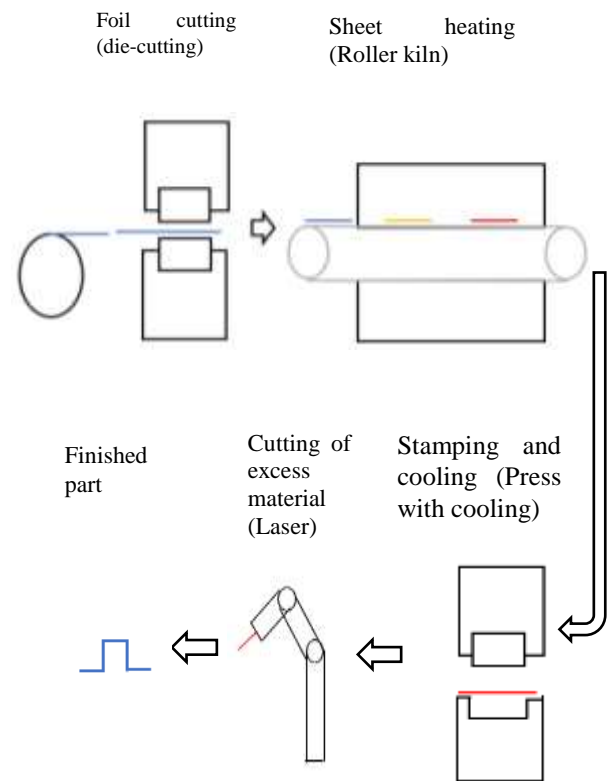 Foil cutting
(die-cutting)
Sheet heating
(Roller kiln)
Finished
part
Cutting of
excess
material
(Laser)
Stamping and
cooling (Press
with cooling)